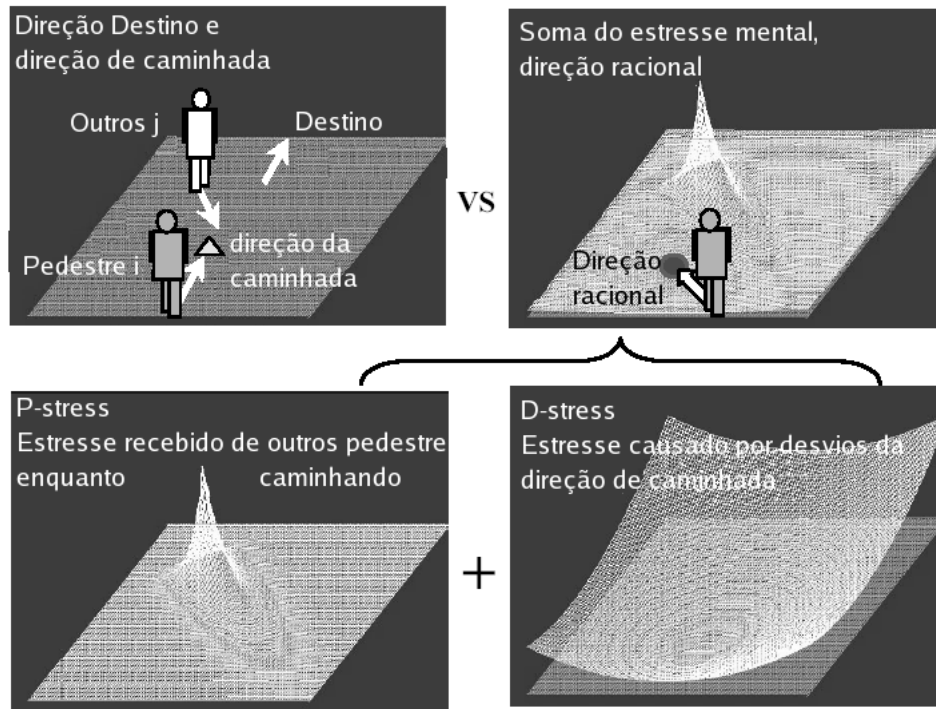 Direção Destino e
direção de caminhada
Outros j
Destino
Pedestre i
direção da
caminhada
vs
Soma do estresse mental,
direção racional
Direção
racional
P-stress
Estresse recebido de outros pedestre
enquanto caminhando
+
D-stress
Estresse causado por desvios da
direção de caminhada